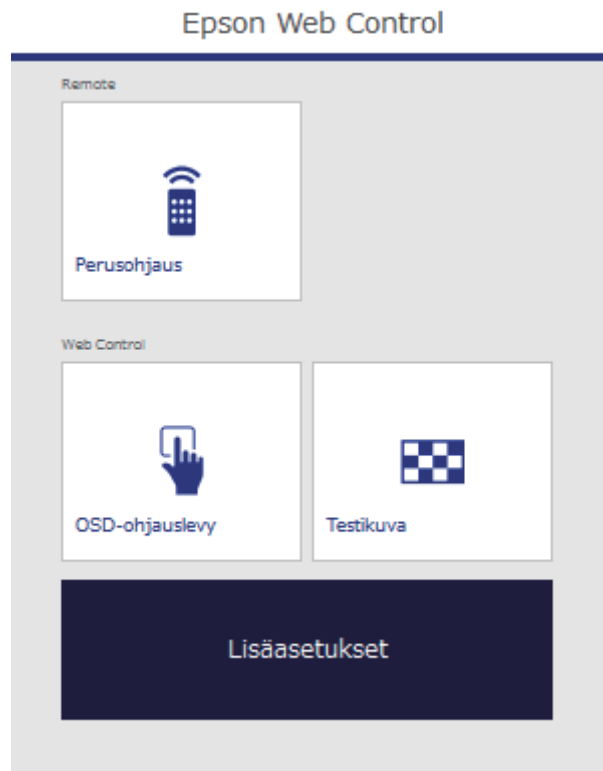 Epson Web Control
Remote
Perusohjaus
Web Control
OSD-ohjauslevy
Testikuva
Lisäasetukset